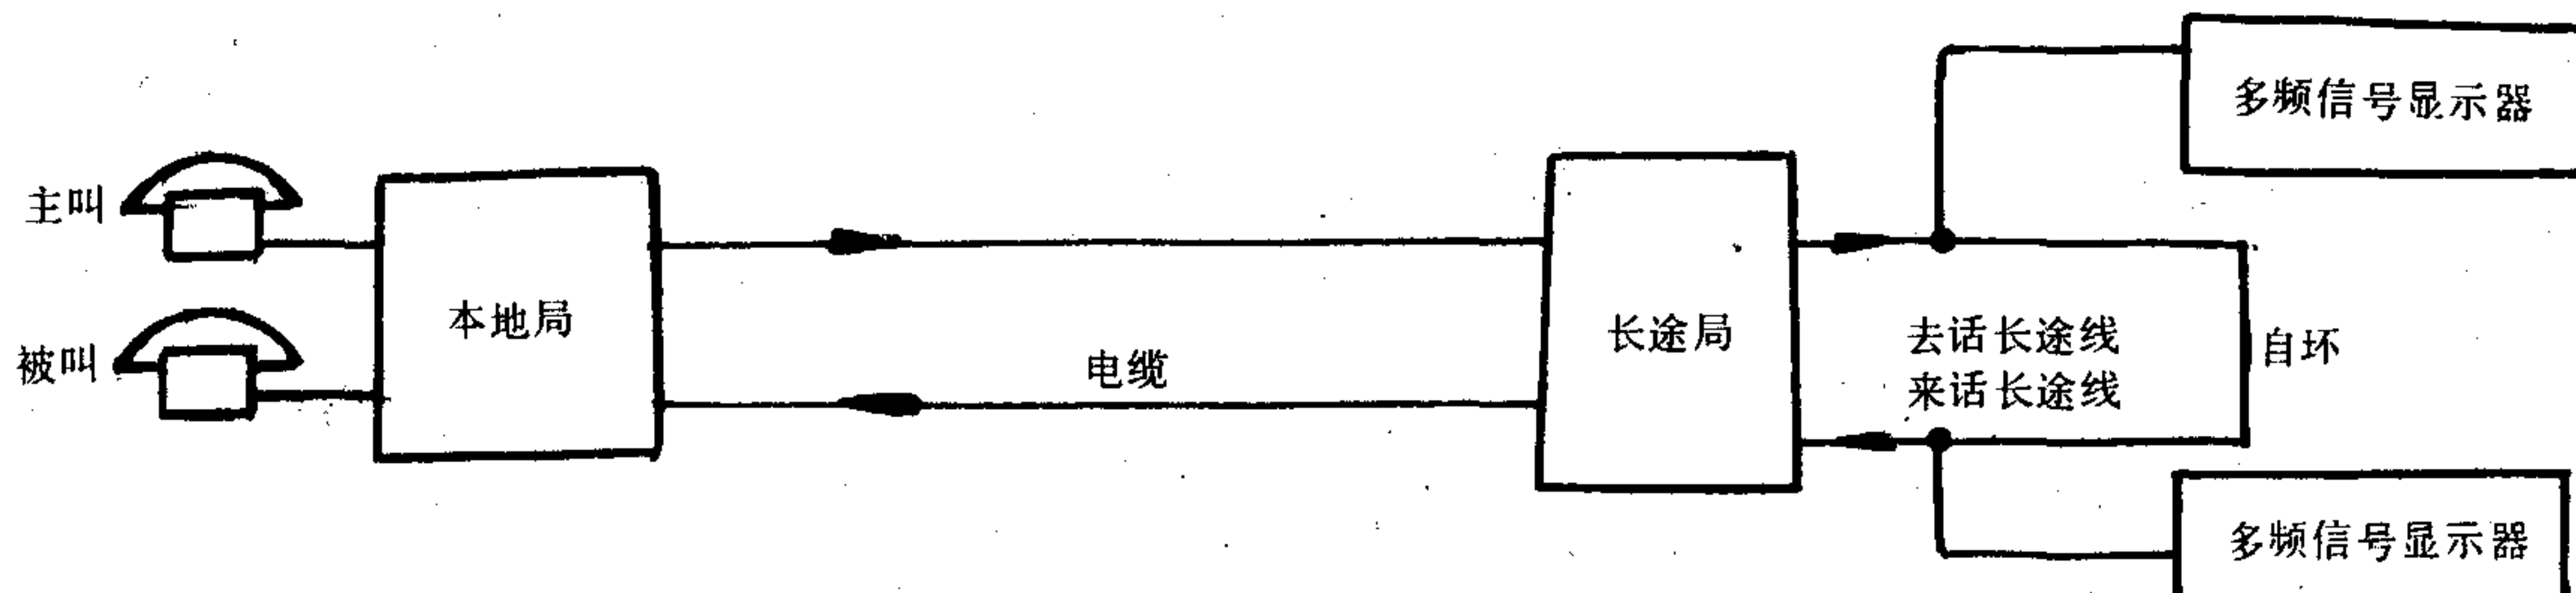 多频信号显示器
主叫
本地局
长途局
去话长途线
自坏
来话长途线
被叫
电缆
多频信号显示器